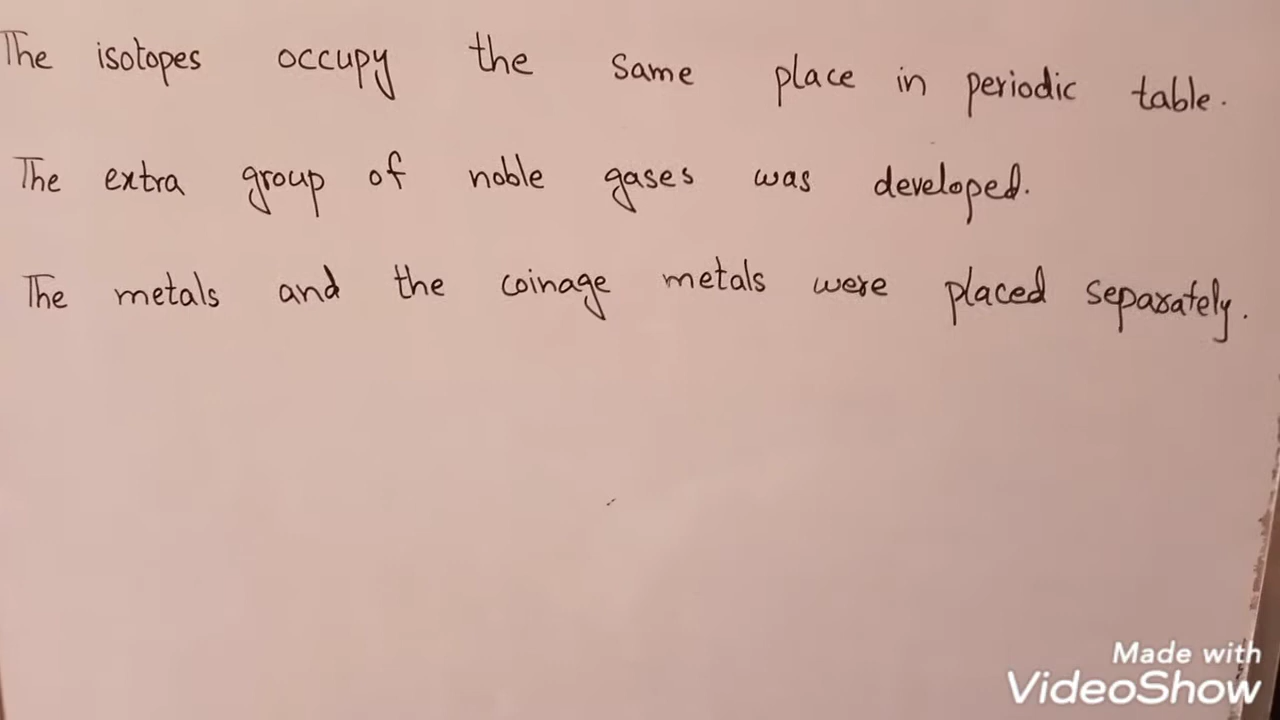 The isotopes occupy the same place in periodic table.
The extra group of noble gases was developed.
The metals and the coinage metals were placed separately.
Made with
VideoShow